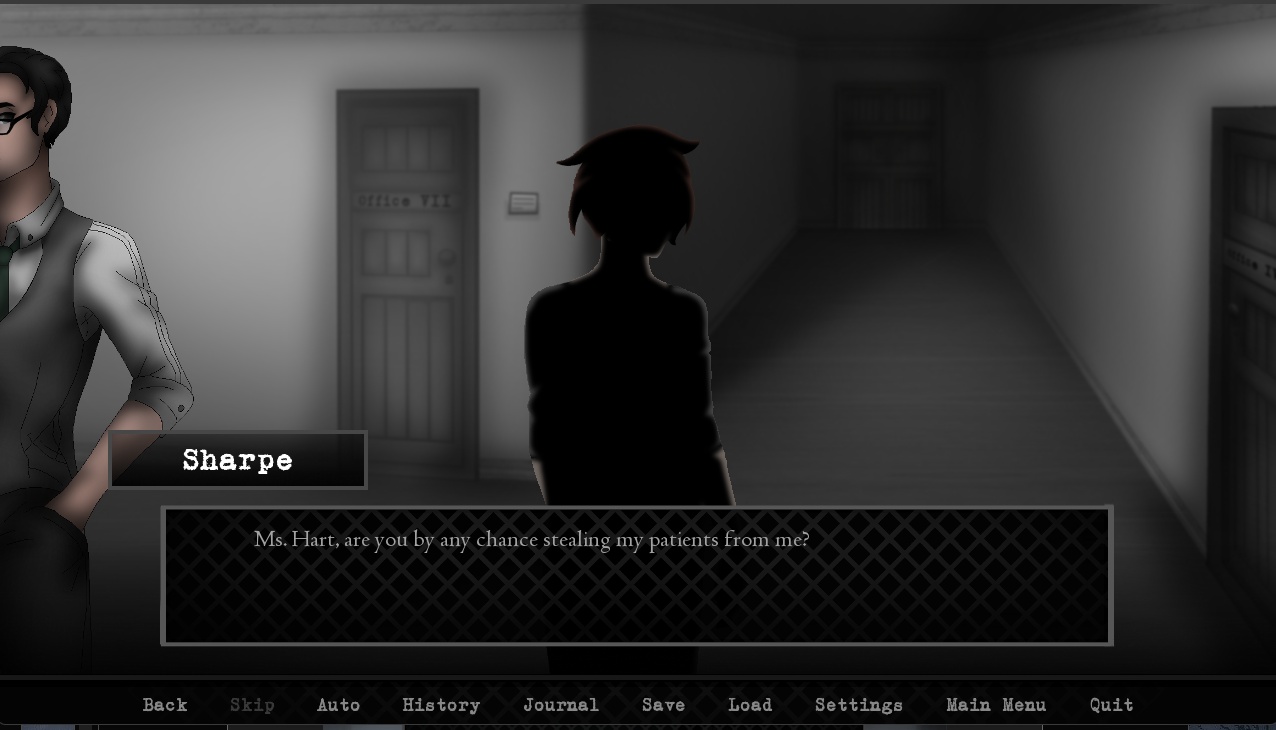 Office VII
Office
Sharpe
Ms. Hart, are you by any chance stealing my patients from me?
Back Skip Auto History Journal Save Load Settings Main Menu Quit